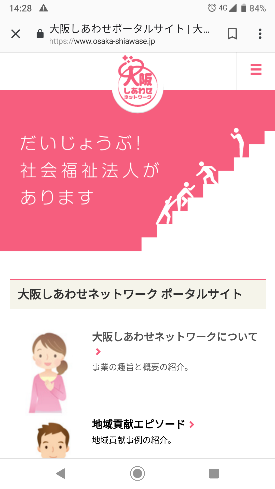 14:28
4G
84%
大阪しあわせポータルサイト | 大...
https://www.osaka-shiawase.jp
大阪
しあわせ
ネットワーク
だいじょうぶ!
社会福祉法人が
あります
大阪しあわせネットワーク ポータルサイト
大阪しあわせネットワークについて
事業の趣旨と概要の紹介。
地域貢献エピソード
地域貢献事例の紹介。